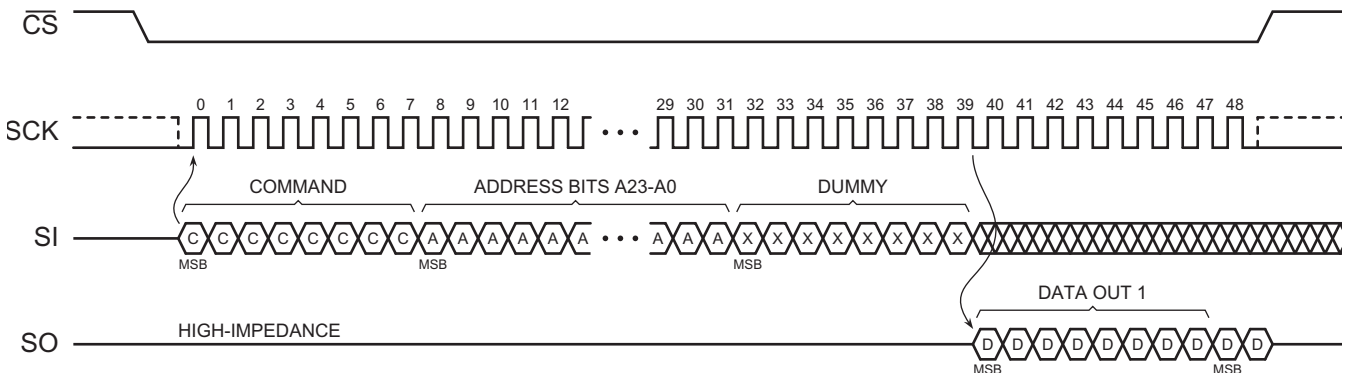 CS
0 1 2 3 4 5 6 7 8 9 10 11 12 29 30 31 32 33 34 35 36 37 38 39 40 41 42 43 44 45 46 47 48
SCK
COMMAND ADDRESS BITS A23-A0 DUMMY
SI C C C C C C C C A A A A A A • • • A A A X X X X X X X X
MSB MSB MSB
DATA OUT 1
HIGH-IMPEDANCE
SO D D D D D D D D D D
MSB MSB